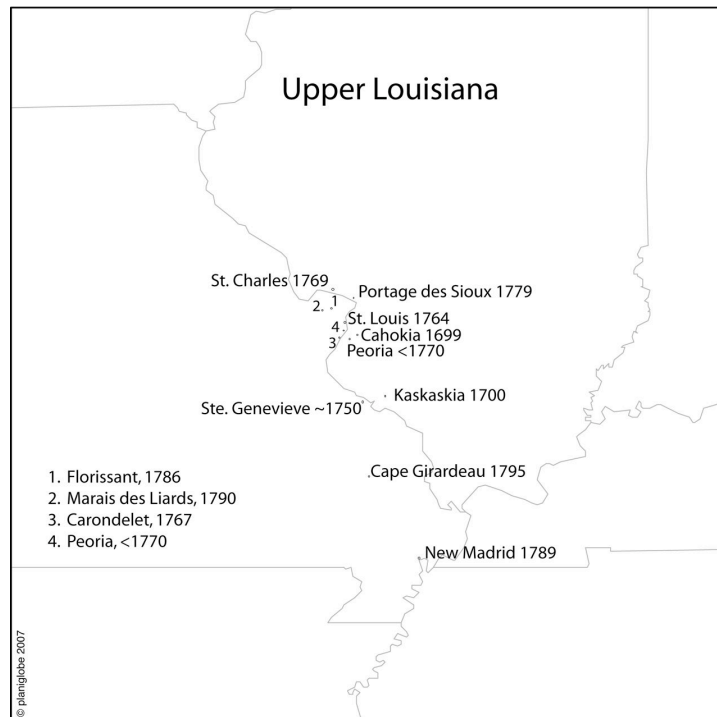 Upper Louisiana
St. Charles 1769
Portage des Sioux 1779
1
2.
St. Louis 1764
4
Cahokia 1699
3
Peoria <1770
Kaskaskia 1700
Ste. Genevieve ~1750
Cape Girardeau 1795
1. Florissant, 1786
2. Marais des Liards, 1790
3. Carondelet, 1767
4. Peoria, <1770
New Madrid 1789
© planiglobe 2007